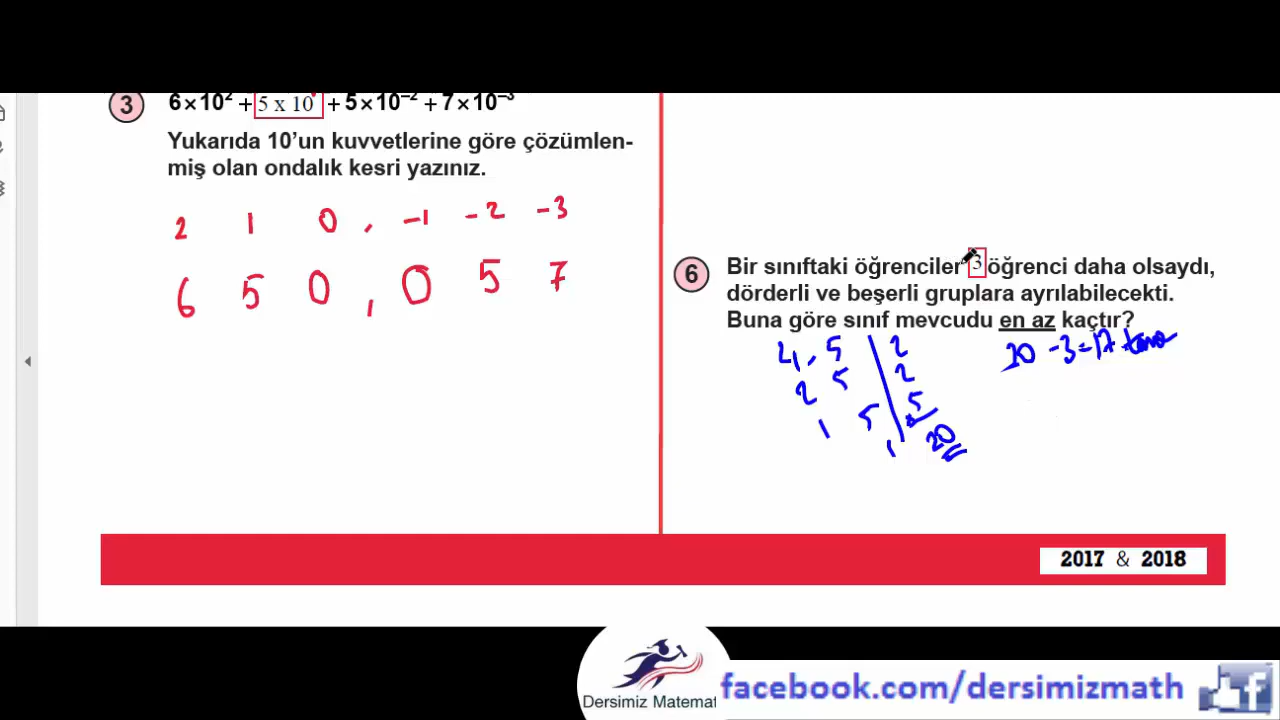 3
6×10² + 5 x 10 + 5×10⁻² + 7×10⁻³
Yukarıda 10'un kuvvetlerine göre çözümlen-
miş olan ondalık kesri yazınız.
2 1 0 , -1 -2 -3
6 5 0 , 0 5 7
6
Bir sınıftaki öğrenciler 3 öğrenci daha olsaydı,
dörderli ve beşerli gruplara ayrılabilecekti.
Buna göre sınıf mevcudu en az kaçtır?
4, 5 | 2
2 5 | 2
1 5 | 5
1 20
20 -3=17 tane
2017 & 2018
Dersimiz Matemat
facebook.com/dersimizmath